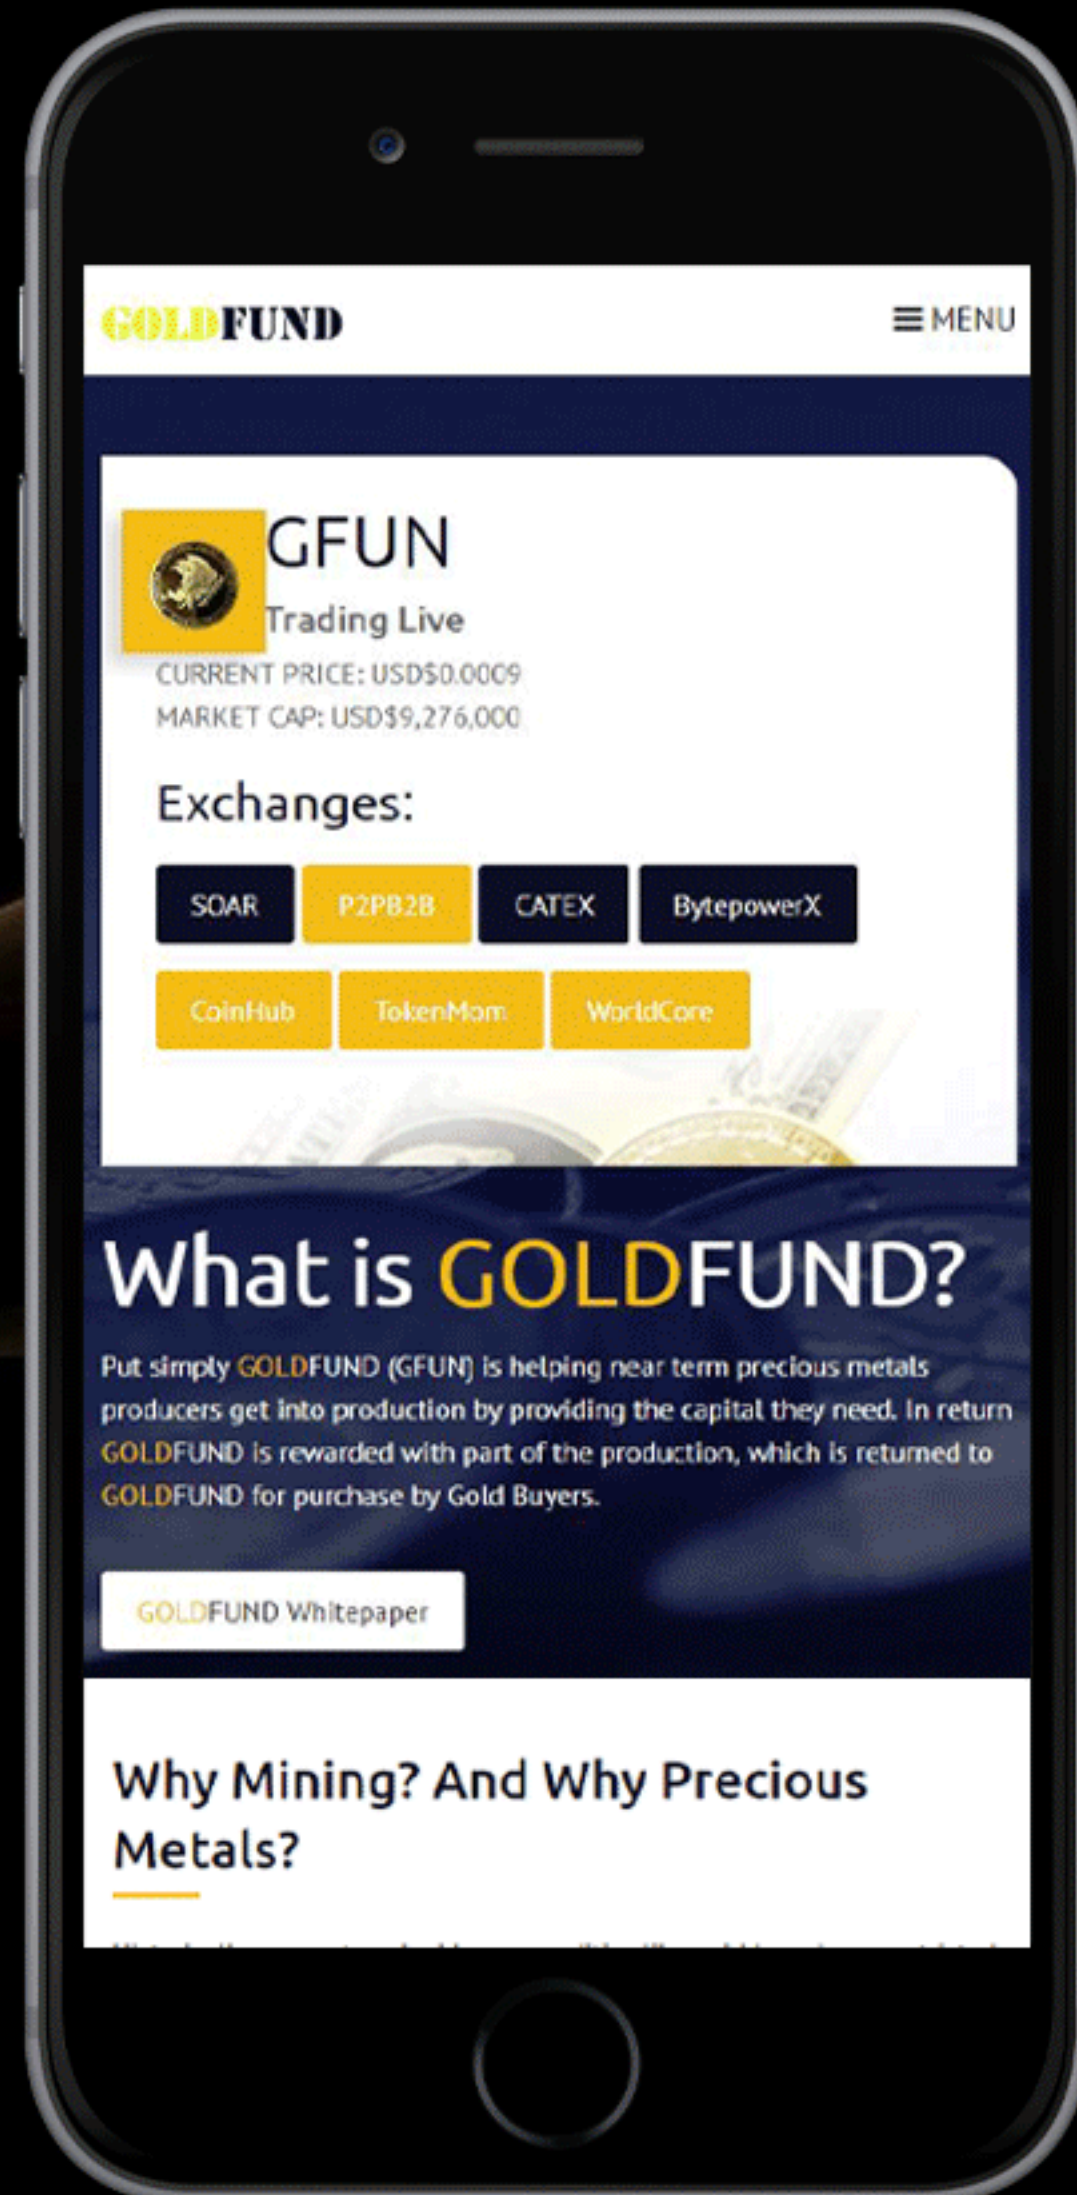 GOLDFUND
MENU
GFUN
Trading Live
CURRENT PRICE: USD$0.0009
MARKET CAP: USD$9,276,000
Exchanges:
SOAR P2PB2B CATEX BytepowerX
CoinHub TokenMom WorldCore
What is GOLDFUND?
Put simply GOLDFUND (GFUN) is helping near term precious metals
producers get into production by providing the capital they need. In return
GOLDFUND is rewarded with part of the production, which is returned to
GOLDFUND for purchase by Gold Buyers.
GOLDFUND Whitepaper
Why Mining? And Why Precious
Metals?